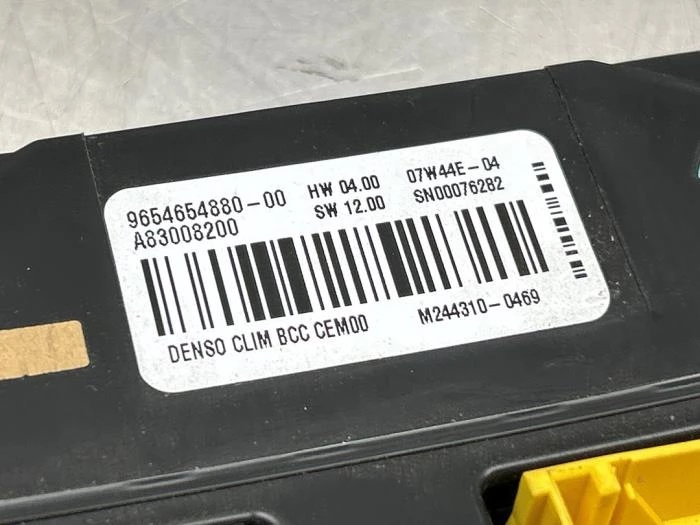 9654654880-00 HW 04.00 07W44E-04
A83008200 SW 12.00 SN00076282
DENSO CLIM BCC CEM00 M244310-0469